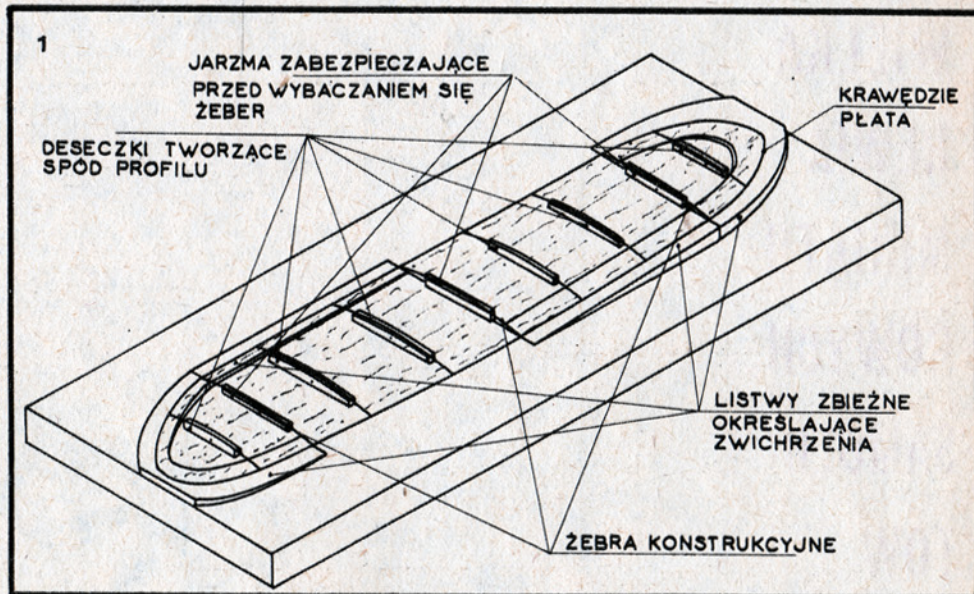 1
JARZMA ZABEZPIECZAJĄCE
PRZED WYBACZANIEM SIĘ
ŻEBER
KRAWĘDZIE
PŁATA
DESECZKI TWORZĄCE
SPÓD PROFILU
LISTWY ZBIEŻNE
OKREŚLAJĄCE
ZWICHRZENIA
ŻEBRA KONSTRUKCYJNE